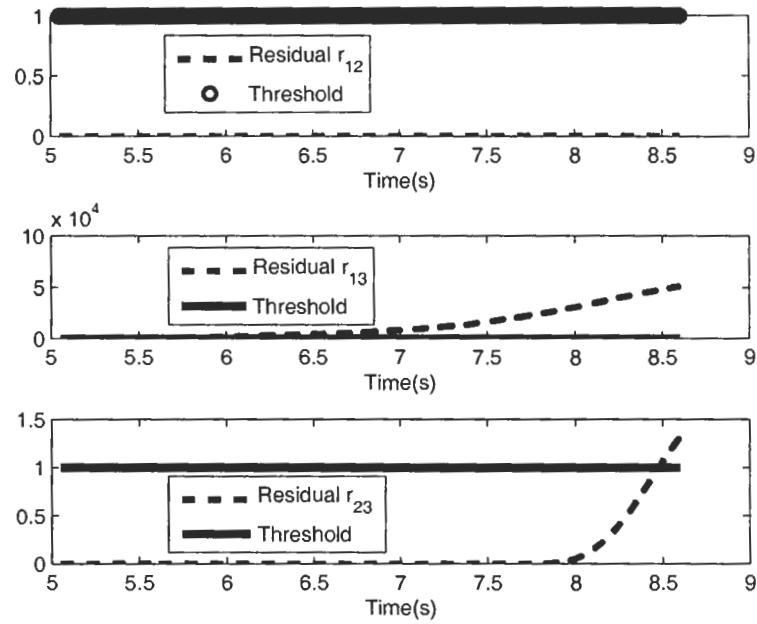 1
0.5
0
Residual r12
Threshold
5 5.5 6 6.5 7 7.5 8 8.5 9
Time(s)
x 10^4
10
5
0
Residual r13
Threshold
5 5.5 6 6.5 7 7.5 8 8.5 9
Time(s)
1.5
1
0.5
0
Residual r23
Threshold
5 5.5 6 6.5 7 7.5 8 8.5 9
Time(s)